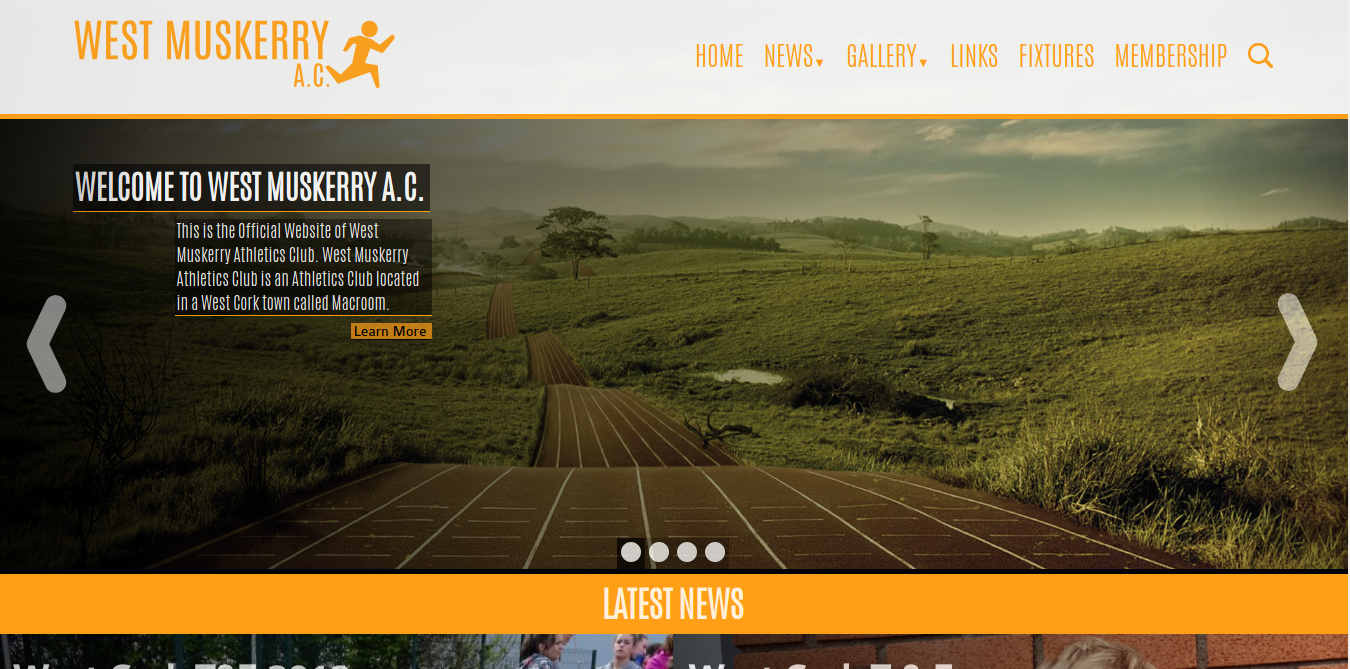 WEST MUSKERRY
A.C.
HOME NEWS▼ GALLERY▼ LINKS FIXTURES MEMBERSHIP
WELCOME TO WEST MUSKERRY A.C.
This is the Official Website of West
Muskerry Athletics Club. West Muskerry
Athletics Club is an Athletics Club located
in a West Cork town called Macroom.
Learn More
LATEST NEWS